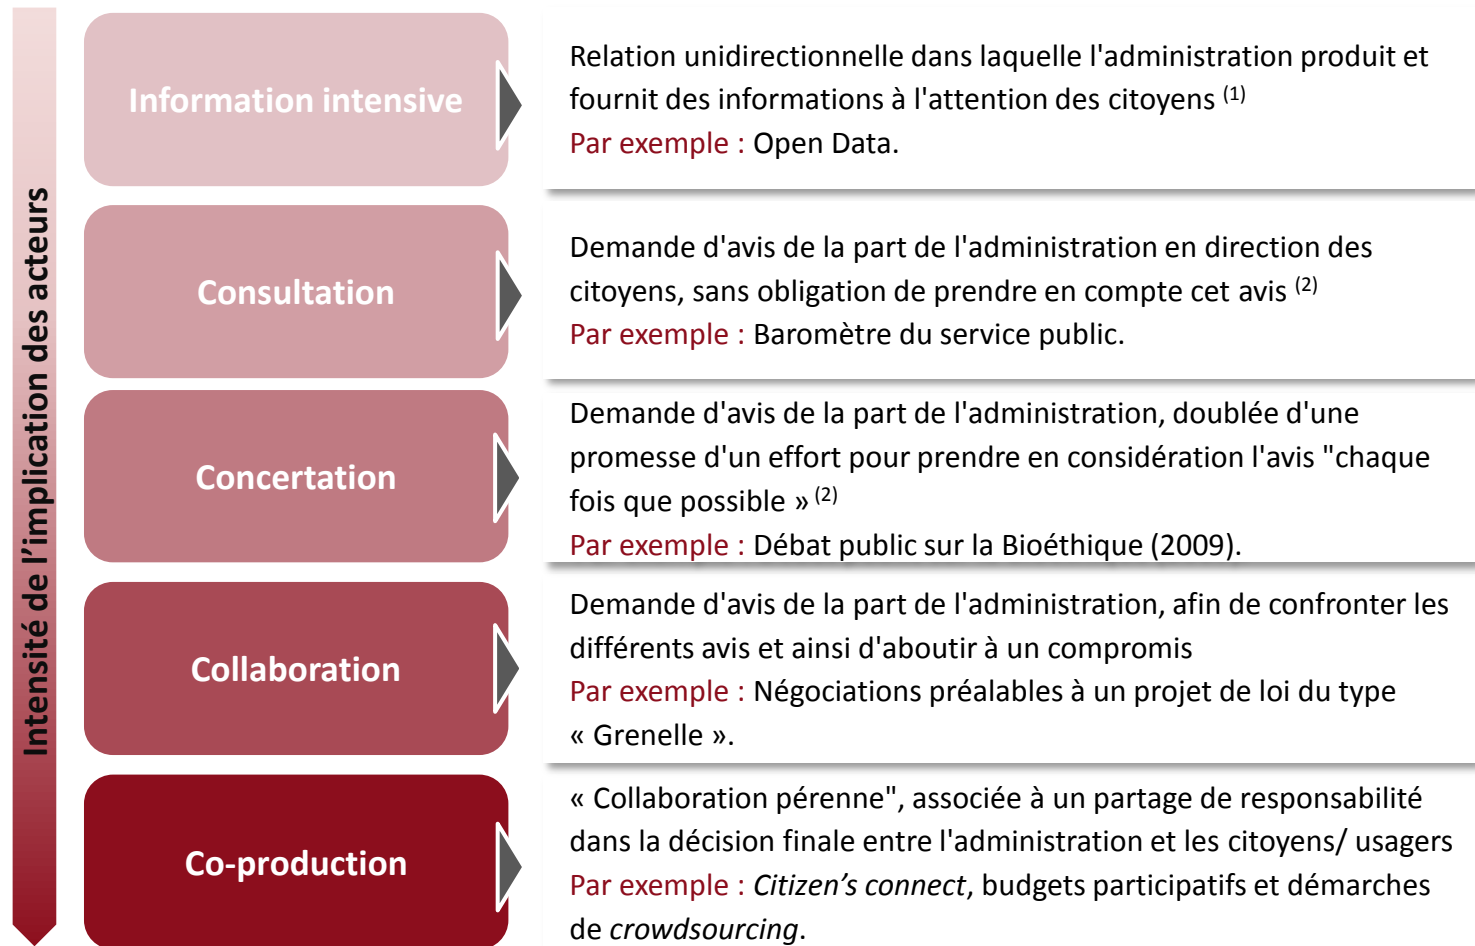 Intensité de l’implication des acteurs
Information intensive
Relation unidirectionnelle dans laquelle l'administration produit et
fournit des informations à l'attention des citoyens (1)
Par exemple : Open Data.
Consultation
Demande d'avis de la part de l'administration en direction des
citoyens, sans obligation de prendre en compte cet avis (2)
Par exemple : Baromètre du service public.
Concertation
Demande d'avis de la part de l'administration, doublée d'une
promesse d'un effort pour prendre en considération l'avis "chaque
fois que possible » (2)
Par exemple : Débat public sur la Bioéthique (2009).
Collaboration
Demande d'avis de la part de l'administration, afin de confronter les
différents avis et ainsi d'aboutir à un compromis
Par exemple : Négociations préalables à un projet de loi du type
« Grenelle ».
Co-production
« Collaboration pérenne", associée à un partage de responsabilité
dans la décision finale entre l'administration et les citoyens/ usagers
Par exemple : Citizen’s connect, budgets participatifs et démarches
de crowdsourcing.